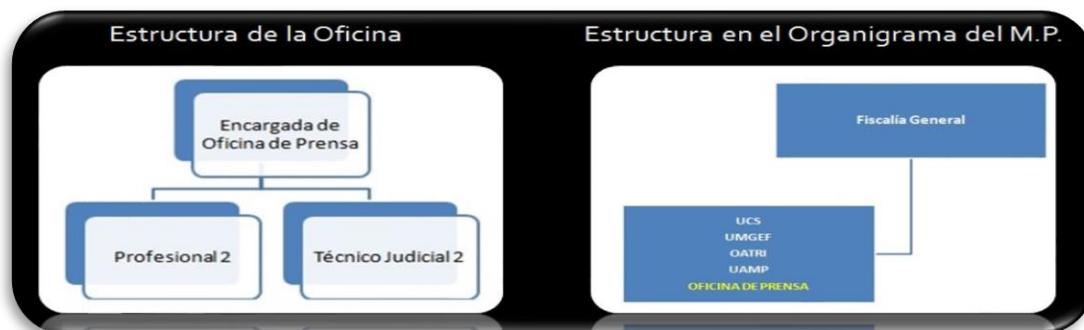 Estructura de la Oficina
Encargada de
Oficina de Prensa
Profesional 2
Técnico Judicial 2
Estructura en el Organigrama del M.P.
Fiscalía General
UCS
UMGEF
OATRI
UAMP
OFICINA DE PRENSA